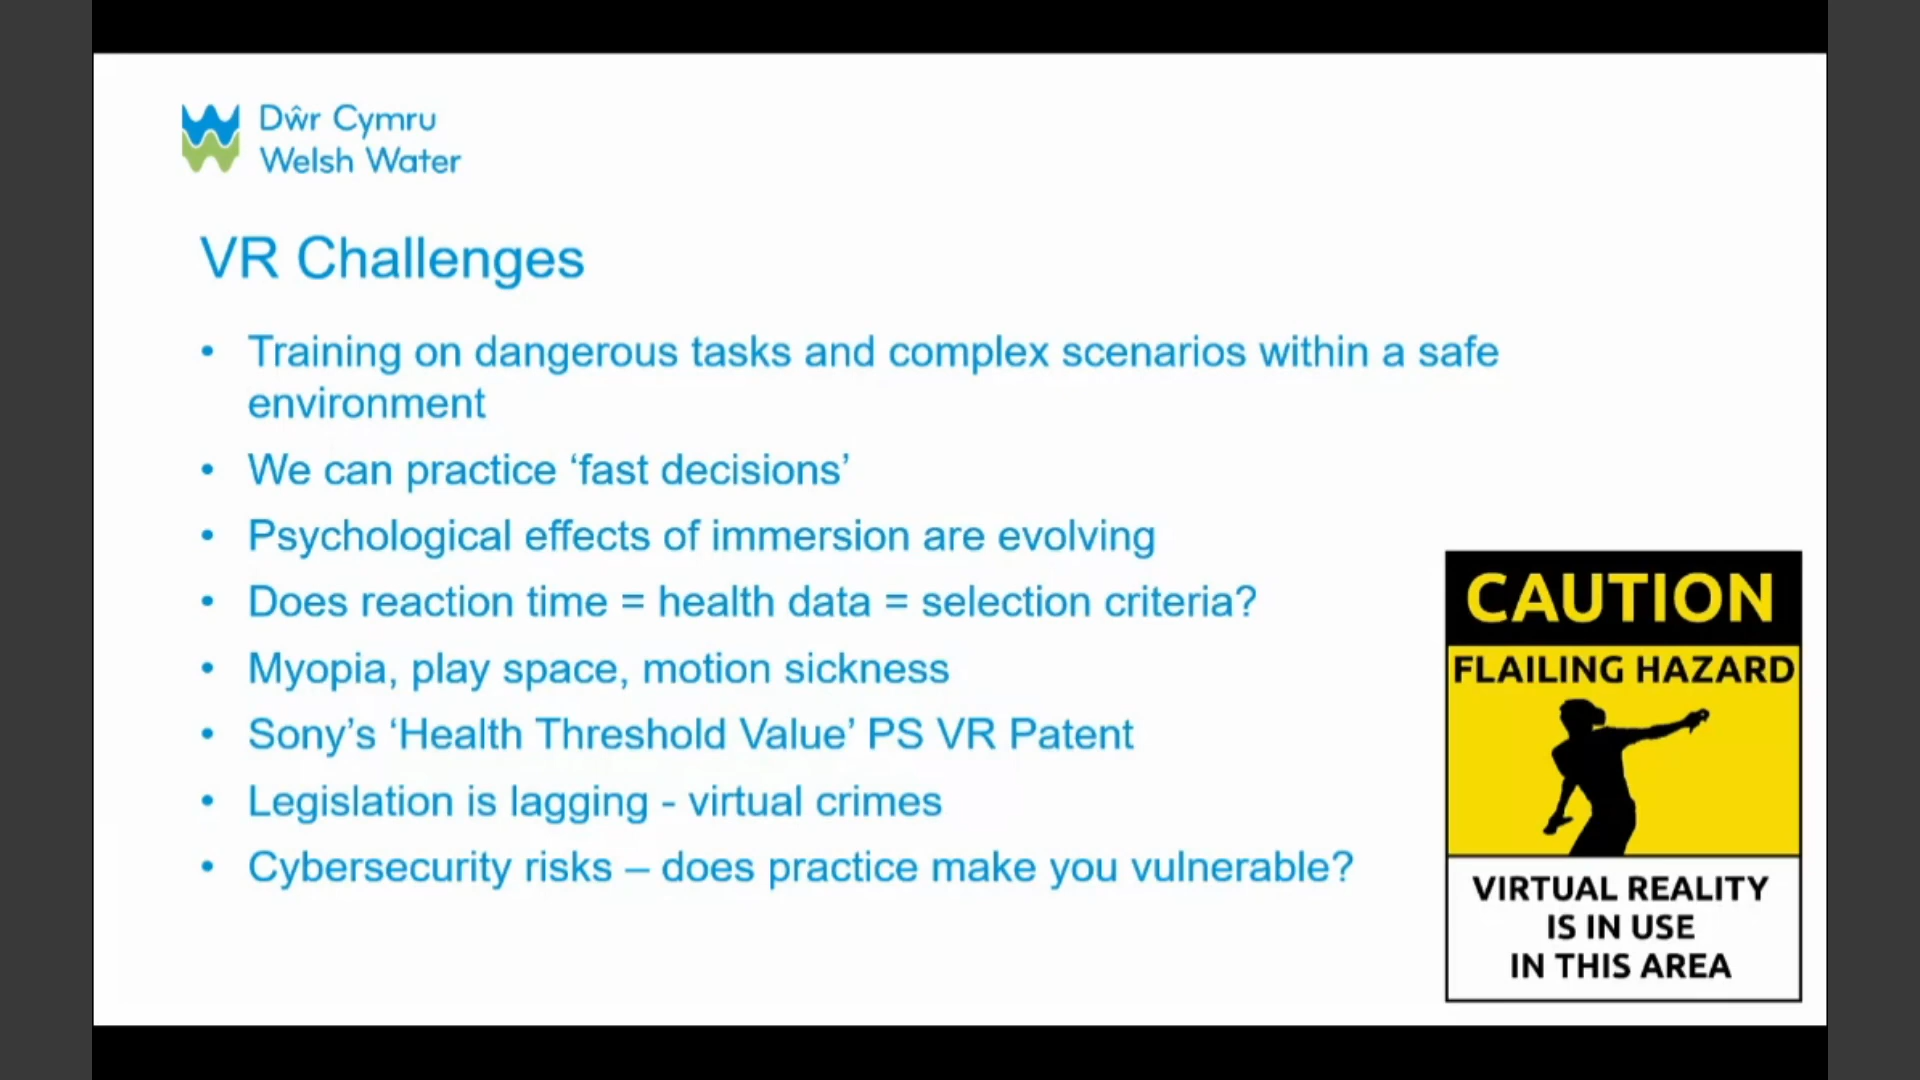 Dŵr Cymru
Welsh Water
VR Challenges
• Training on dangerous tasks and complex scenarios within a safe
environment
• We can practice ‘fast decisions’
• Psychological effects of immersion are evolving
• Does reaction time = health data = selection criteria?
• Myopia, play space, motion sickness
• Sony’s ‘Health Threshold Value’ PS VR Patent
• Legislation is lagging - virtual crimes
• Cybersecurity risks – does practice make you vulnerable?
CAUTION
FLAILING HAZARD
VIRTUAL REALITY
IS IN USE
IN THIS AREA